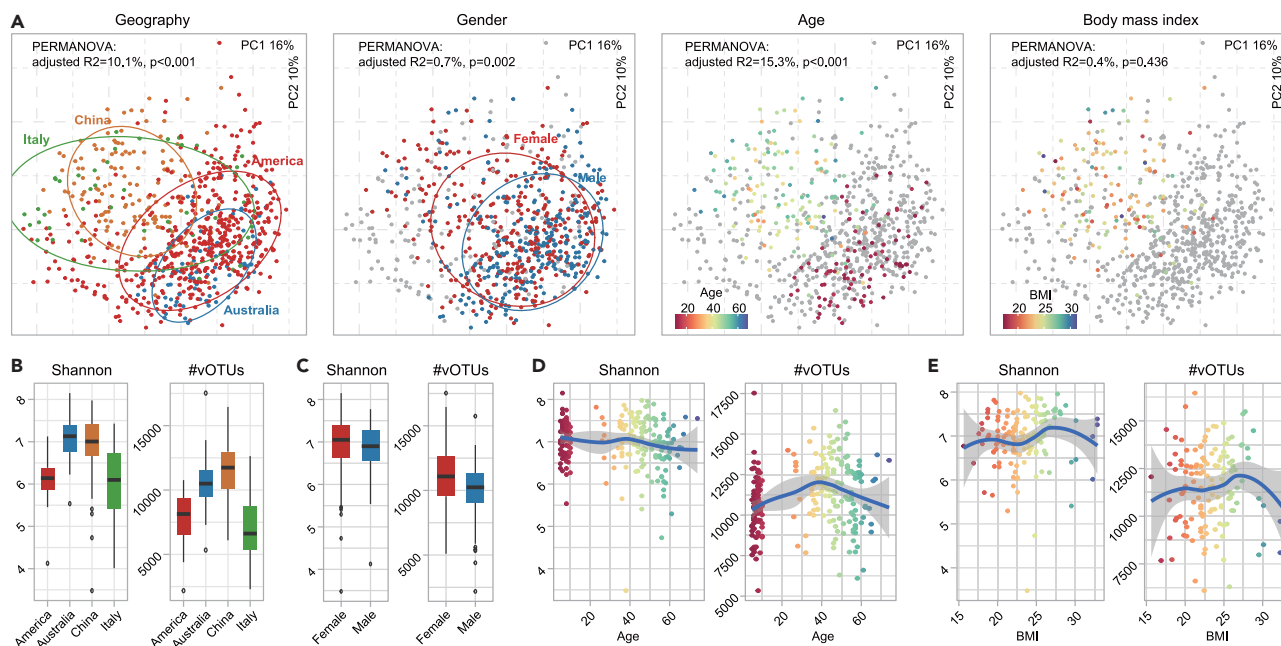 A
Geography
PERMANOVA:
adjusted R2=10.1%, p<0.001
PC1 16%
PC2 10%
China
Italy
America
Australia
Gender
PERMANOVA:
adjusted R2=0.7%, p=0.002
PC1 16%
PC2 10%
Female
Male
Age
PERMANOVA:
adjusted R2=15.3%, p<0.001
PC1 16%
PC2 10%
Age
20 40 60
Body mass index
PERMANOVA:
adjusted R2=0.4%, p=0.436
PC1 16%
PC2 10%
BMI
20 25 30
B
Shannon
8
7
6
5
4
America
Australia
China
Italy
#vOTUs
15000
10000
5000
America
Australia
China
Italy
C
Shannon
8
7
6
5
4
Female
Male
#vOTUs
15000
10000
5000
Female
Male
D
Shannon
8
7
6
5
4
20 40 60
Age
#vOTUs
17500
15000
12500
10000
7500
5000
20 40 60
Age
E
Shannon
8
7
6
5
4
15 20 25 30
BMI
#vOTUs
15000
12500
10000
7500
15 20 25 30
BMI